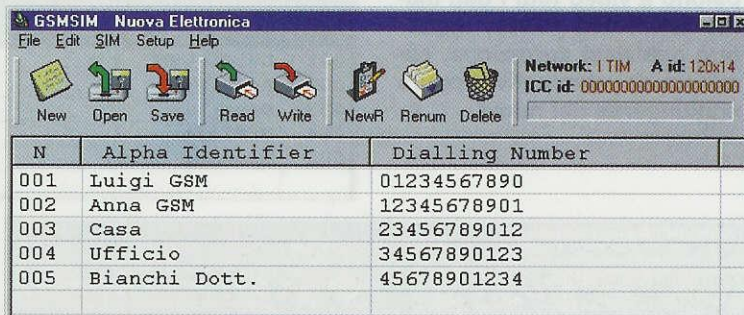 GSMSIM Nuova Elettronica
File Edit SIM Setup Help
New Open Save Read Write NewR Renum Delete
Network: I TIM A id: 120x14
ICC id: 00000000000000000000
N Alpha Identifier Dialling Number
001 Luigi GSM 01234567890
002 Anna GSM 12345678901
003 Casa 23456789012
004 Ufficio 34567890123
005 Bianchi Dott. 45678901234